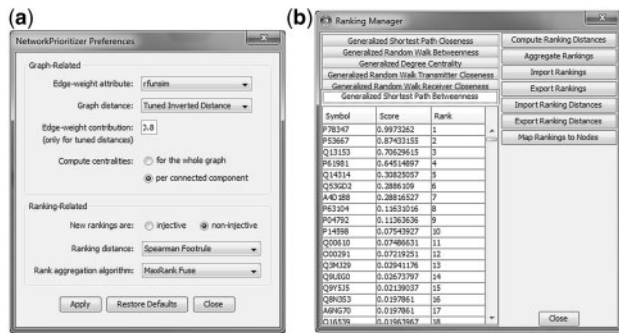 (a)
NetworkPrioritizer Preferences
Graph-Related
Edge-weight attribute: rfunsim
Graph distance: Tuned Inverted Distance
Edge-weight contribution: 0.8
(only for tuned distances)
Compute centralities: for the whole graph
per connected component
Ranking-Related
New rankings are: injective non-injective
Ranking distance: Spearman Footrule
Rank aggregation algorithm: MaxRank Fuse
Apply Restore Defaults Close
(b)
Ranking Manager
Generalized Shortest Path Closeness
Generalized Random Walk Betweenness
Generalized Degree Centrality
Generalized Random Walk Transmitter Closeness
Generalized Random Walk Receiver Closeness
Generalized Shortest Path Betweenness
Symbol Score Rank
P78347 0.9973262 1
P53667 0.87433155 2
Q13153 0.70629615 3
P61981 0.64514897 4
Q14314 0.30825057 5
Q53GD2 0.2886109 6
A4D1B8 0.28816527 7
P63104 0.11631016 8
P04792 0.11363636 9
P14598 0.07543927 10
Q00610 0.07486631 11
O00291 0.07219251 12
Q3MJ29 0.02941176 13
Q9UEG0 0.02673797 14
Q9Y5J5 0.02139037 15
Q8N3S3 0.0197861 16
A6NG70 0.0197861 17
O16539 0.01963967 18
Compute Ranking Distances
Aggregate Rankings
Import Rankings
Export Rankings
Import Ranking Distances
Export Ranking Distances
Map Rankings to Nodes
Close